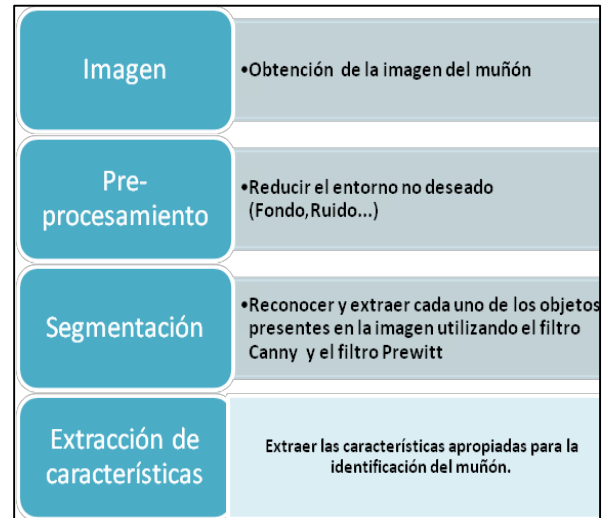 Imagen
•Obtención de la imagen del muñón
Pre-
procesamiento
•Reducir el entorno no deseado
(Fondo,Ruido...)
Segmentación
•Reconocer y extraer cada uno de los objetos
presentes en la imagen utilizando el filtro
Canny y el filtro Prewitt
Extracción de
características
Extraer las características apropiadas para la
identificación del muñón.